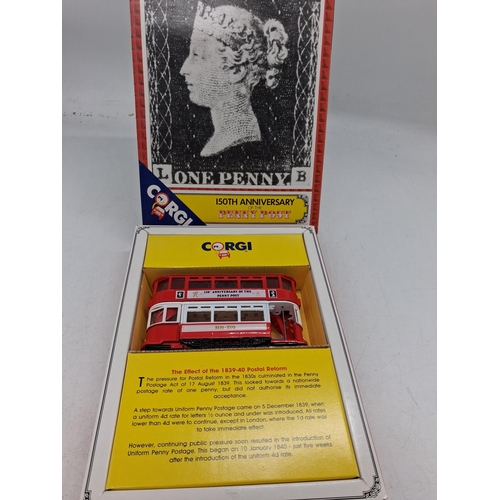 L ONE PENNY. B
CORGI
150TH ANNIVERSARY
OF THE
PENNY POST
CORGI
150TH ANNIVERSARY OF THE
PENNY POST
The Effect of the 1839-40 Postal Reform
The pressure for Postal Reform in the 1830s culminated in the Penny
Postage Act of 17 August 1839. This looked towards a nationwide
postage rate of one penny, but did not authorise its immediate
acceptance.
A step towards Uniform Penny Postage came on 5 December 1839, when
a uniform 4d rate for letters ½ ounce and under was introduced. All rates
lower than 4d were to continue, except in London, where the 1d rate was
to take immediate effect.
However, continuing public pressure soon resulted in the introduction of
Uniform Penny Postage. This began on 10 January 1840 - just five weeks
after the introduction of the uniform 4d rate.